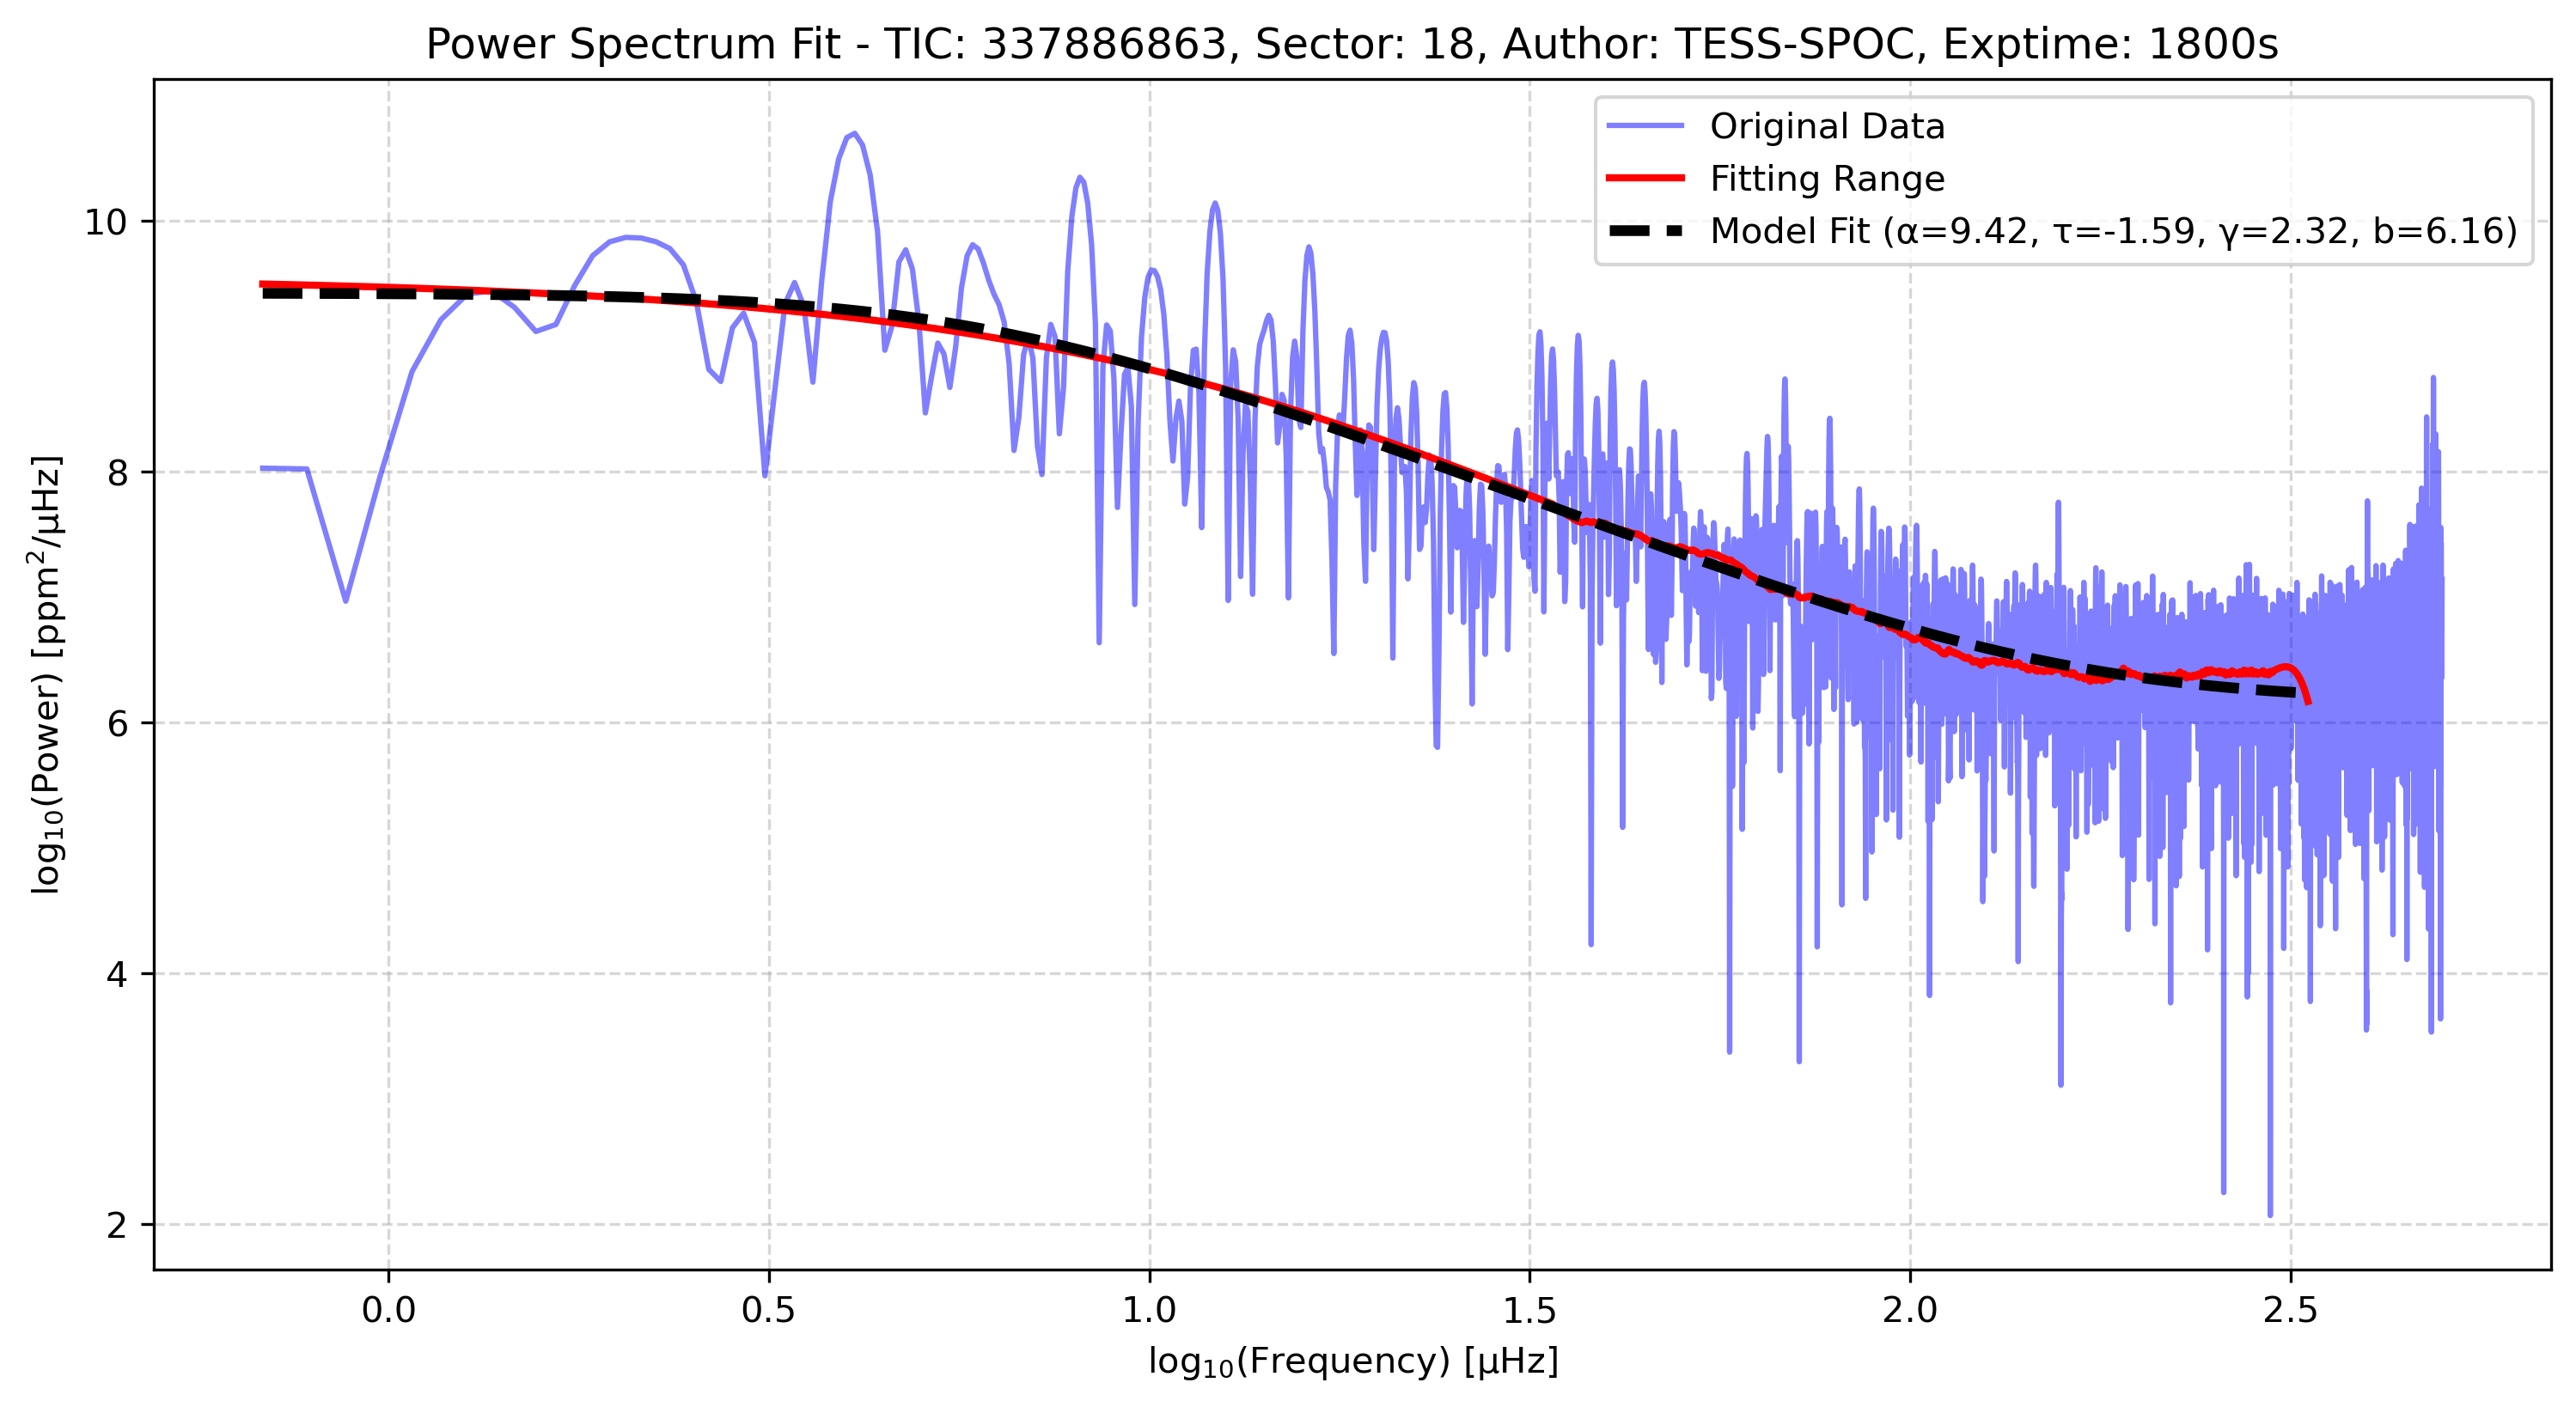 Power Spectrum Fit - TIC: 337886863, Sector: 18, Author: TESS-SPOC, Exptime: 1800s
Original Data
Fitting Range
Model Fit (α=9.42, τ=-1.59, γ=2.32, b=6.16)
log₁₀(Power) [ppm²/μHz]
10
8
6
4
2
0.0 0.5 1.0 1.5 2.0 2.5
log₁₀(Frequency) [μHz]